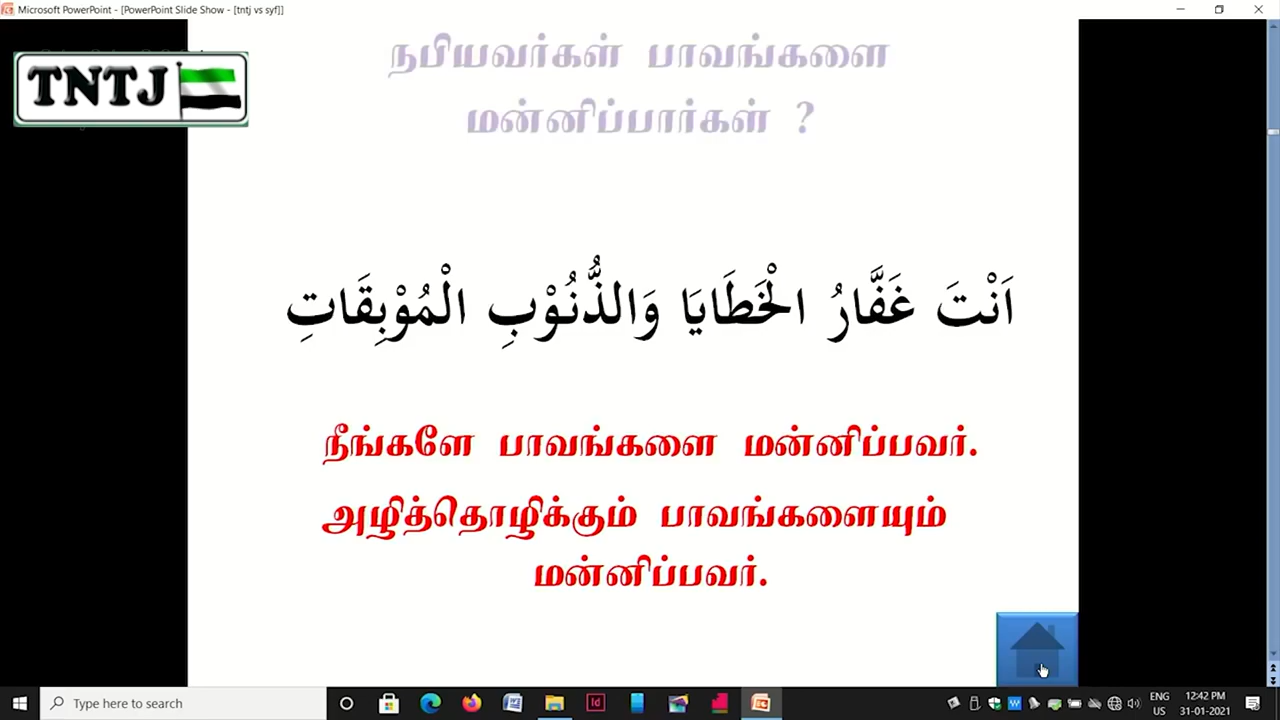 Microsoft PowerPoint - [PowerPoint Slide Show - [tntj vs syf]]
TNTJ
நபியவர்கள் பாவங்களை
மன்னிப்பார்கள் ?
اَنْتَ غَفَّارُ الْخَطَايَا وَالذُّنُوْبِ الْمُوْبِقَاتِ
நீங்களே பாவங்களை மன்னிப்பவர்.
அழித்தொழிக்கும் பாவங்களையும்
மன்னிப்பவர்.
Type here to search
ENG
US
12:42 PM
31-01-2021